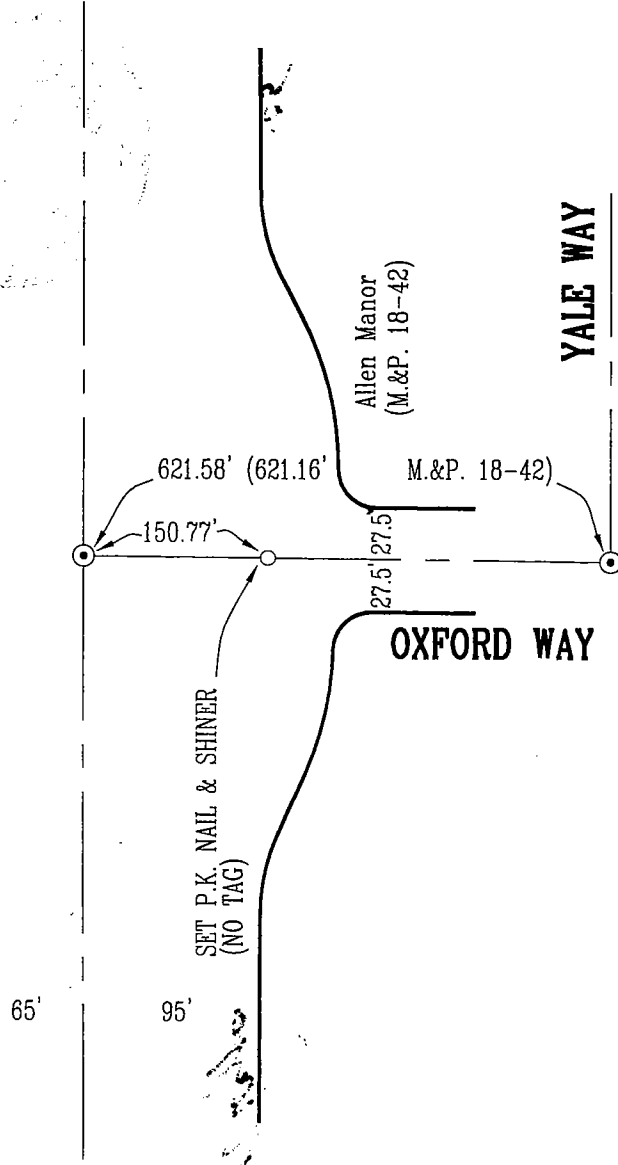 YALE WAY
Allen Manor
(M.&P. 18-42)
621.58' (621.16' M.&P. 18-42)
150.77'
27.5' 27.5'
OXFORD WAY
SET P.K. NAIL & SHINER
(NO TAG)
65' 95'